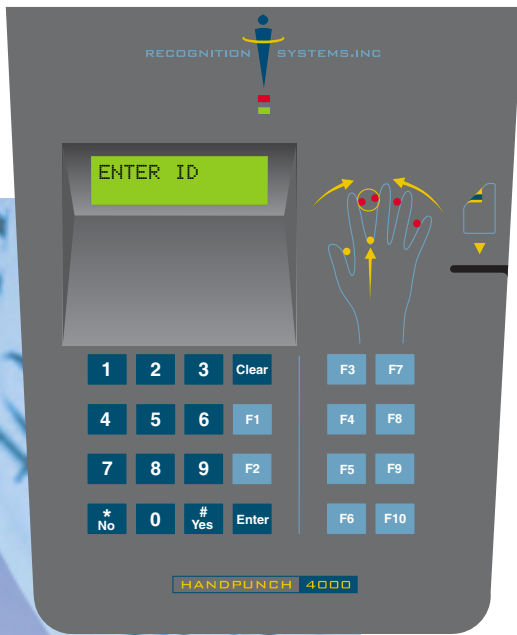 RECOGNITION SYSTEMS.INC
ENTER ID
1 2 3 Clear F3 F7
4 5 6 F1 F4 F8
7 8 9 F2 F5 F9
* No 0 # Yes Enter F6 F10
HANDPUNCH 4000